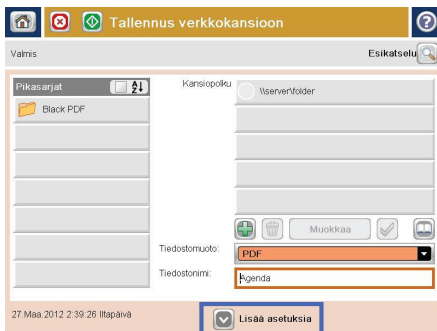 Tallennus verkkokansioon
Valmis
Esikatselu
Pikasarjat
Black PDF
Kansiopolku
\\server\folder
Muokkaa
Tiedostomuoto:
PDF
Tiedostonimi:
Agenda
27.Maa.2012 2:39:26 Iltapäivä
Lisää asetuksia